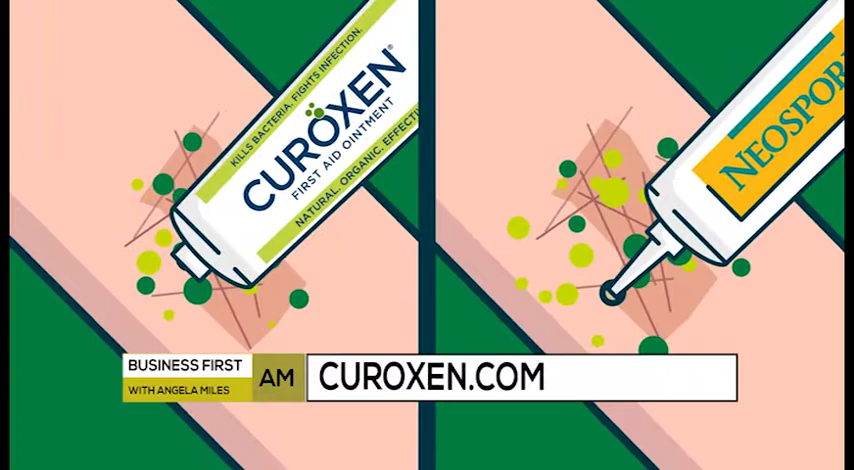 KILLS BACTERIA. FIGHTS INFECTION.
CUROXEN®
FIRST AID OINTMENT
NATURAL. ORGANIC. EFFECTIV
NEOSPOR
BUSINESS FIRST
WITH ANGELA MILES
AM
CUROXEN.COM